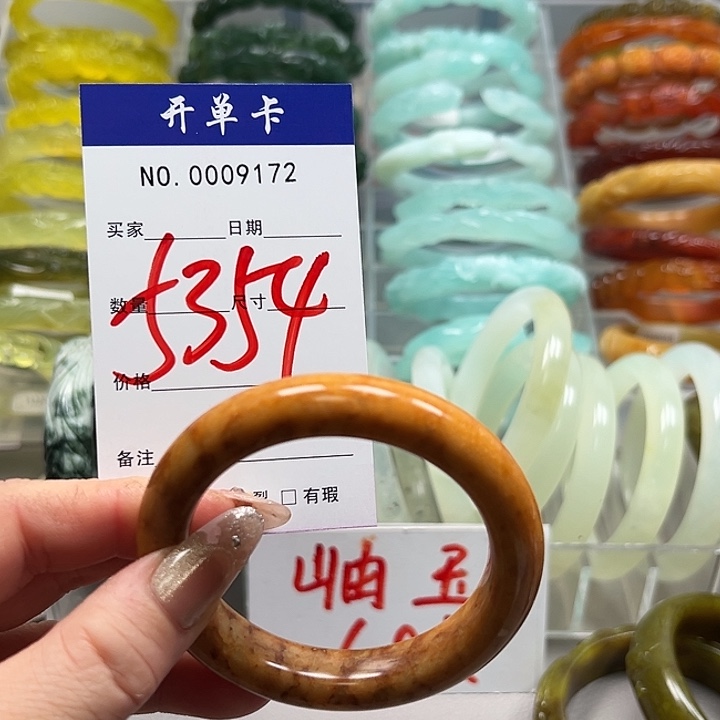 开单卡
NO. 0009172
买家 日期
5354
数量 尺寸
价格
备注
有瑕
岫玉